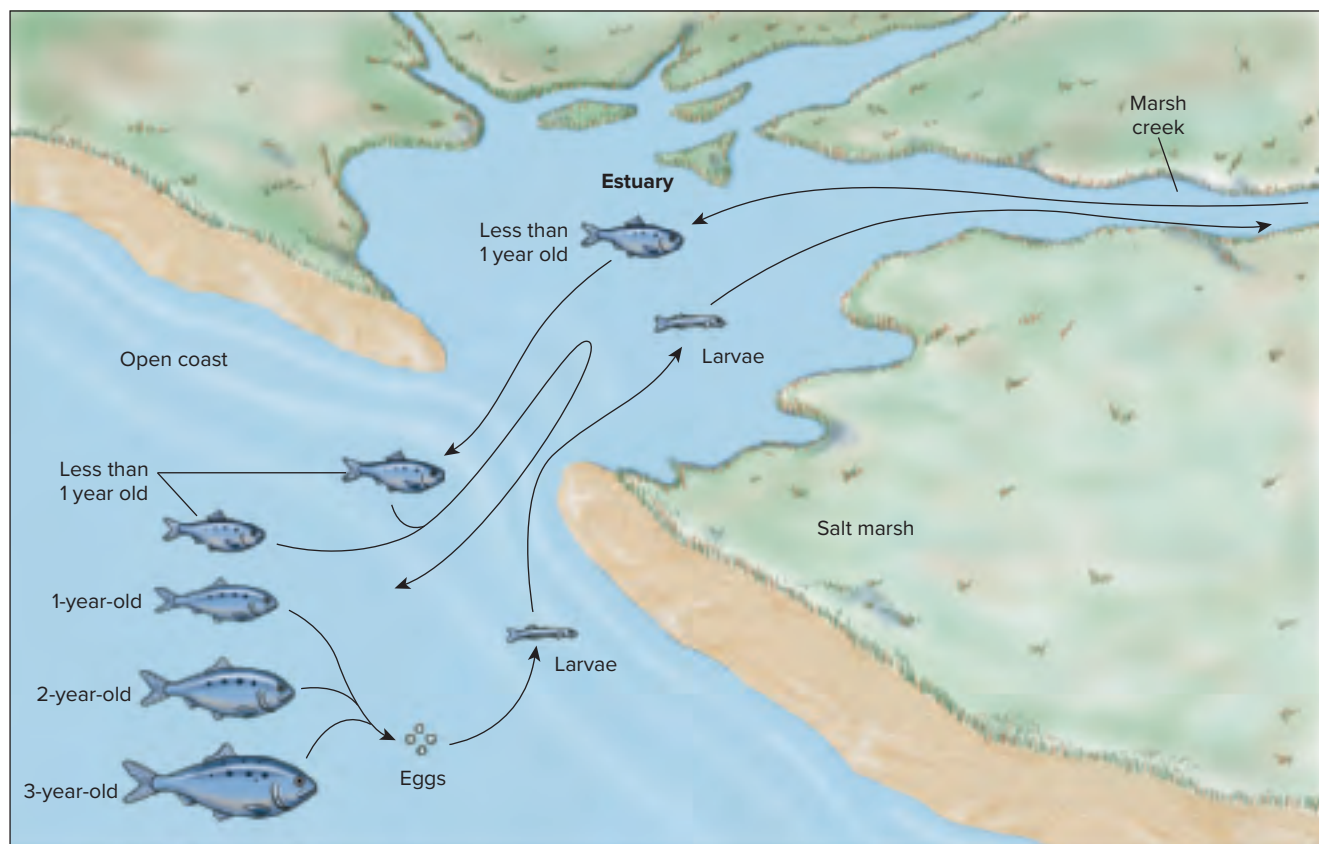 Marsh
creek
Estuary
Less than
1 year old
Larvae
Open coast
Less than
1 year old
Salt marsh
1-year-old
Larvae
2-year-old
Eggs
3-year-old